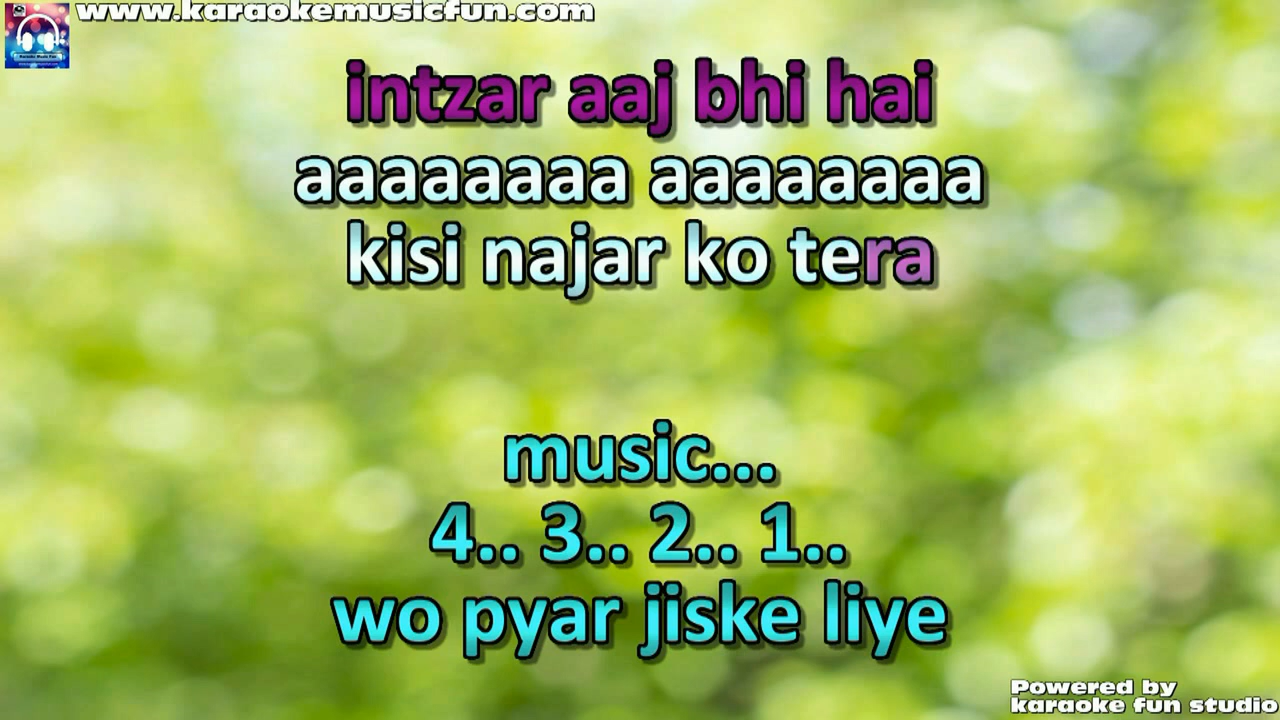 www.karaokemusicfun.com
intzar aaj bhi hai
aaaaaaaa aaaaaaaa
kisi najar ko tera
music...
4.. 3.. 2.. 1..
wo pyar jiske liye
Powered by
karaoke fun studio